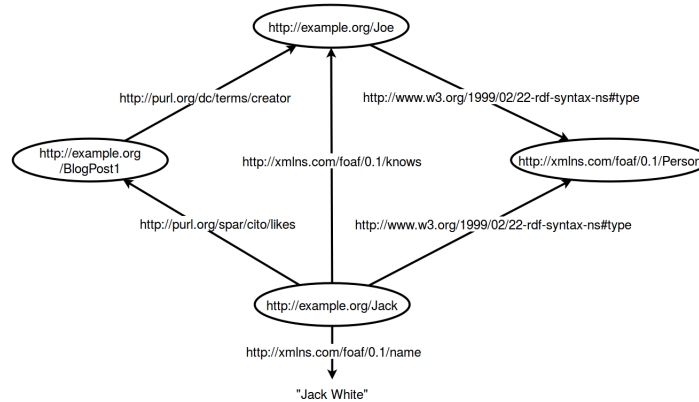 http://example.org/Joe
http://purl.org/dc/terms/creator
http://www.w3.org/1999/02/22-rdf-syntax-ns#type
http://example.org
/BlogPost1
http://xmlns.com/foaf/0.1/knows
http://xmlns.com/foaf/0.1/Person
http://purl.org/spar/cito/likes
http://www.w3.org/1999/02/22-rdf-syntax-ns#type
http://example.org/Jack
http://xmlns.com/foaf/0.1/name
"Jack White"